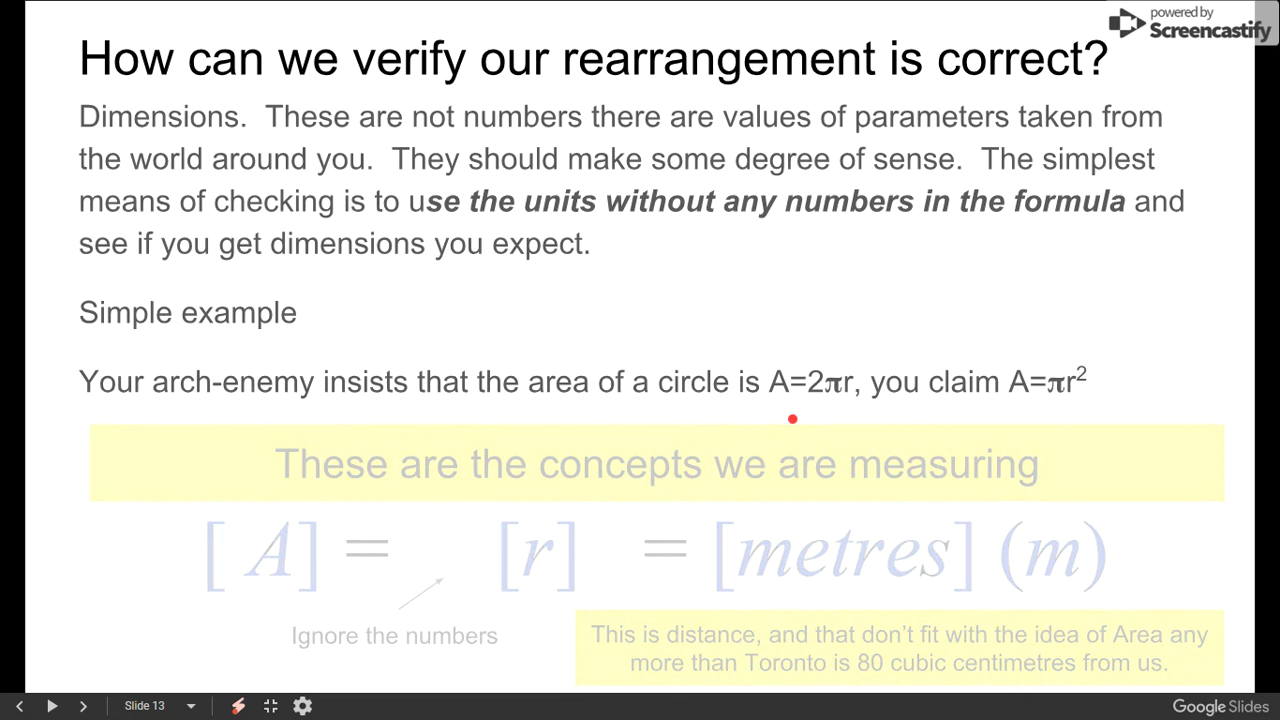 powered by
Screencastify
How can we verify our rearrangement is correct?
Dimensions. These are not numbers there are values of parameters taken from
the world around you. They should make some degree of sense. The simplest
means of checking is to use the units without any numbers in the formula and
see if you get dimensions you expect.
Simple example
Your arch-enemy insists that the area of a circle is A=2πr, you claim A=πr²
These are the concepts we are measuring
[ A] = [r] = [metres] (m)
Ignore the numbers
This is distance, and that don't fit with the idea of Area any
more than Toronto is 80 cubic centimetres from us.
Slide 13
Google Slides